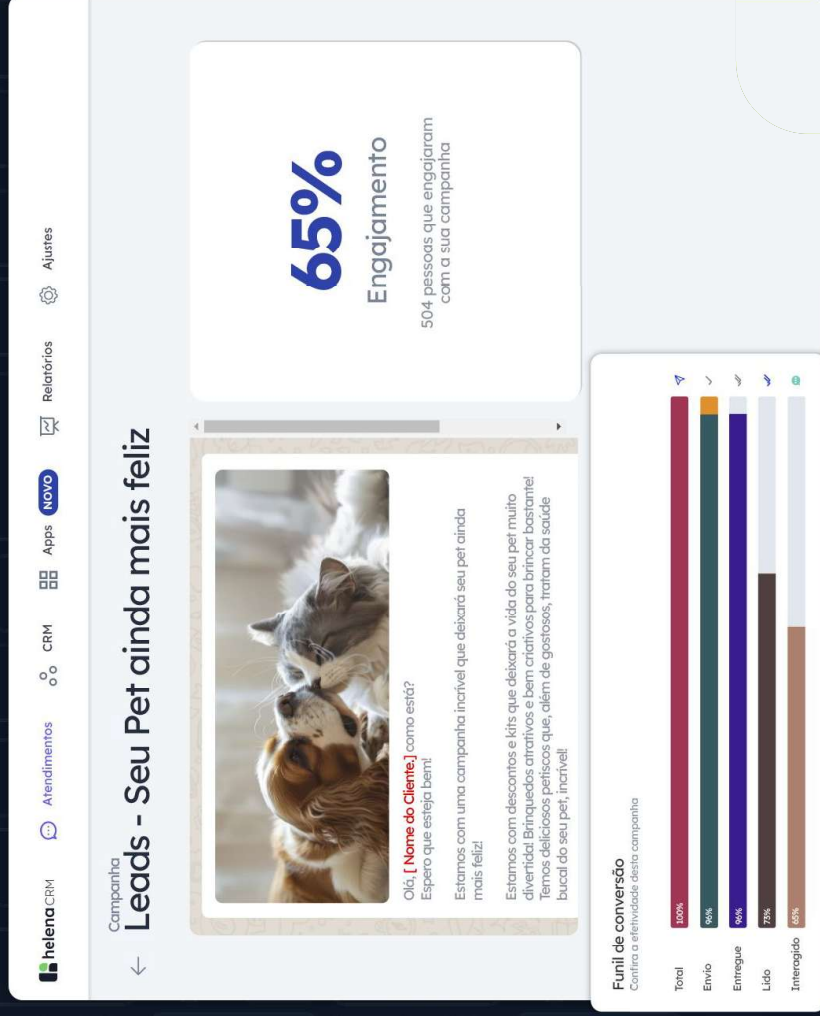 helenaCRM
Atendimentos
CRM
Apps NOVO
Relatórios
Ajustes
Campanha
← Leads - Seu Pet ainda mais feliz
Olá, [ Nome do Cliente.] como está?
Espero que esteja bem!
Estamos com uma campanha incrível que deixará seu pet ainda
mais feliz!
Estamos com descontos e kits que deixará a vida do seu pet muito
divertida! Brinquedos atrativos e bem criativos para brincar bastante!
Temos deliciosos petiscos que, além de gostosos, tratam da saúde
bucal do seu pet, incrível!
65%
Engajamento
504 pessoas que engajaram
com a sua campanha
Funil de conversão
Confira a efetividade desta campanha
Total 100%
Envio 96%
Entregue 96%
Lido 73%
Interagido 65%